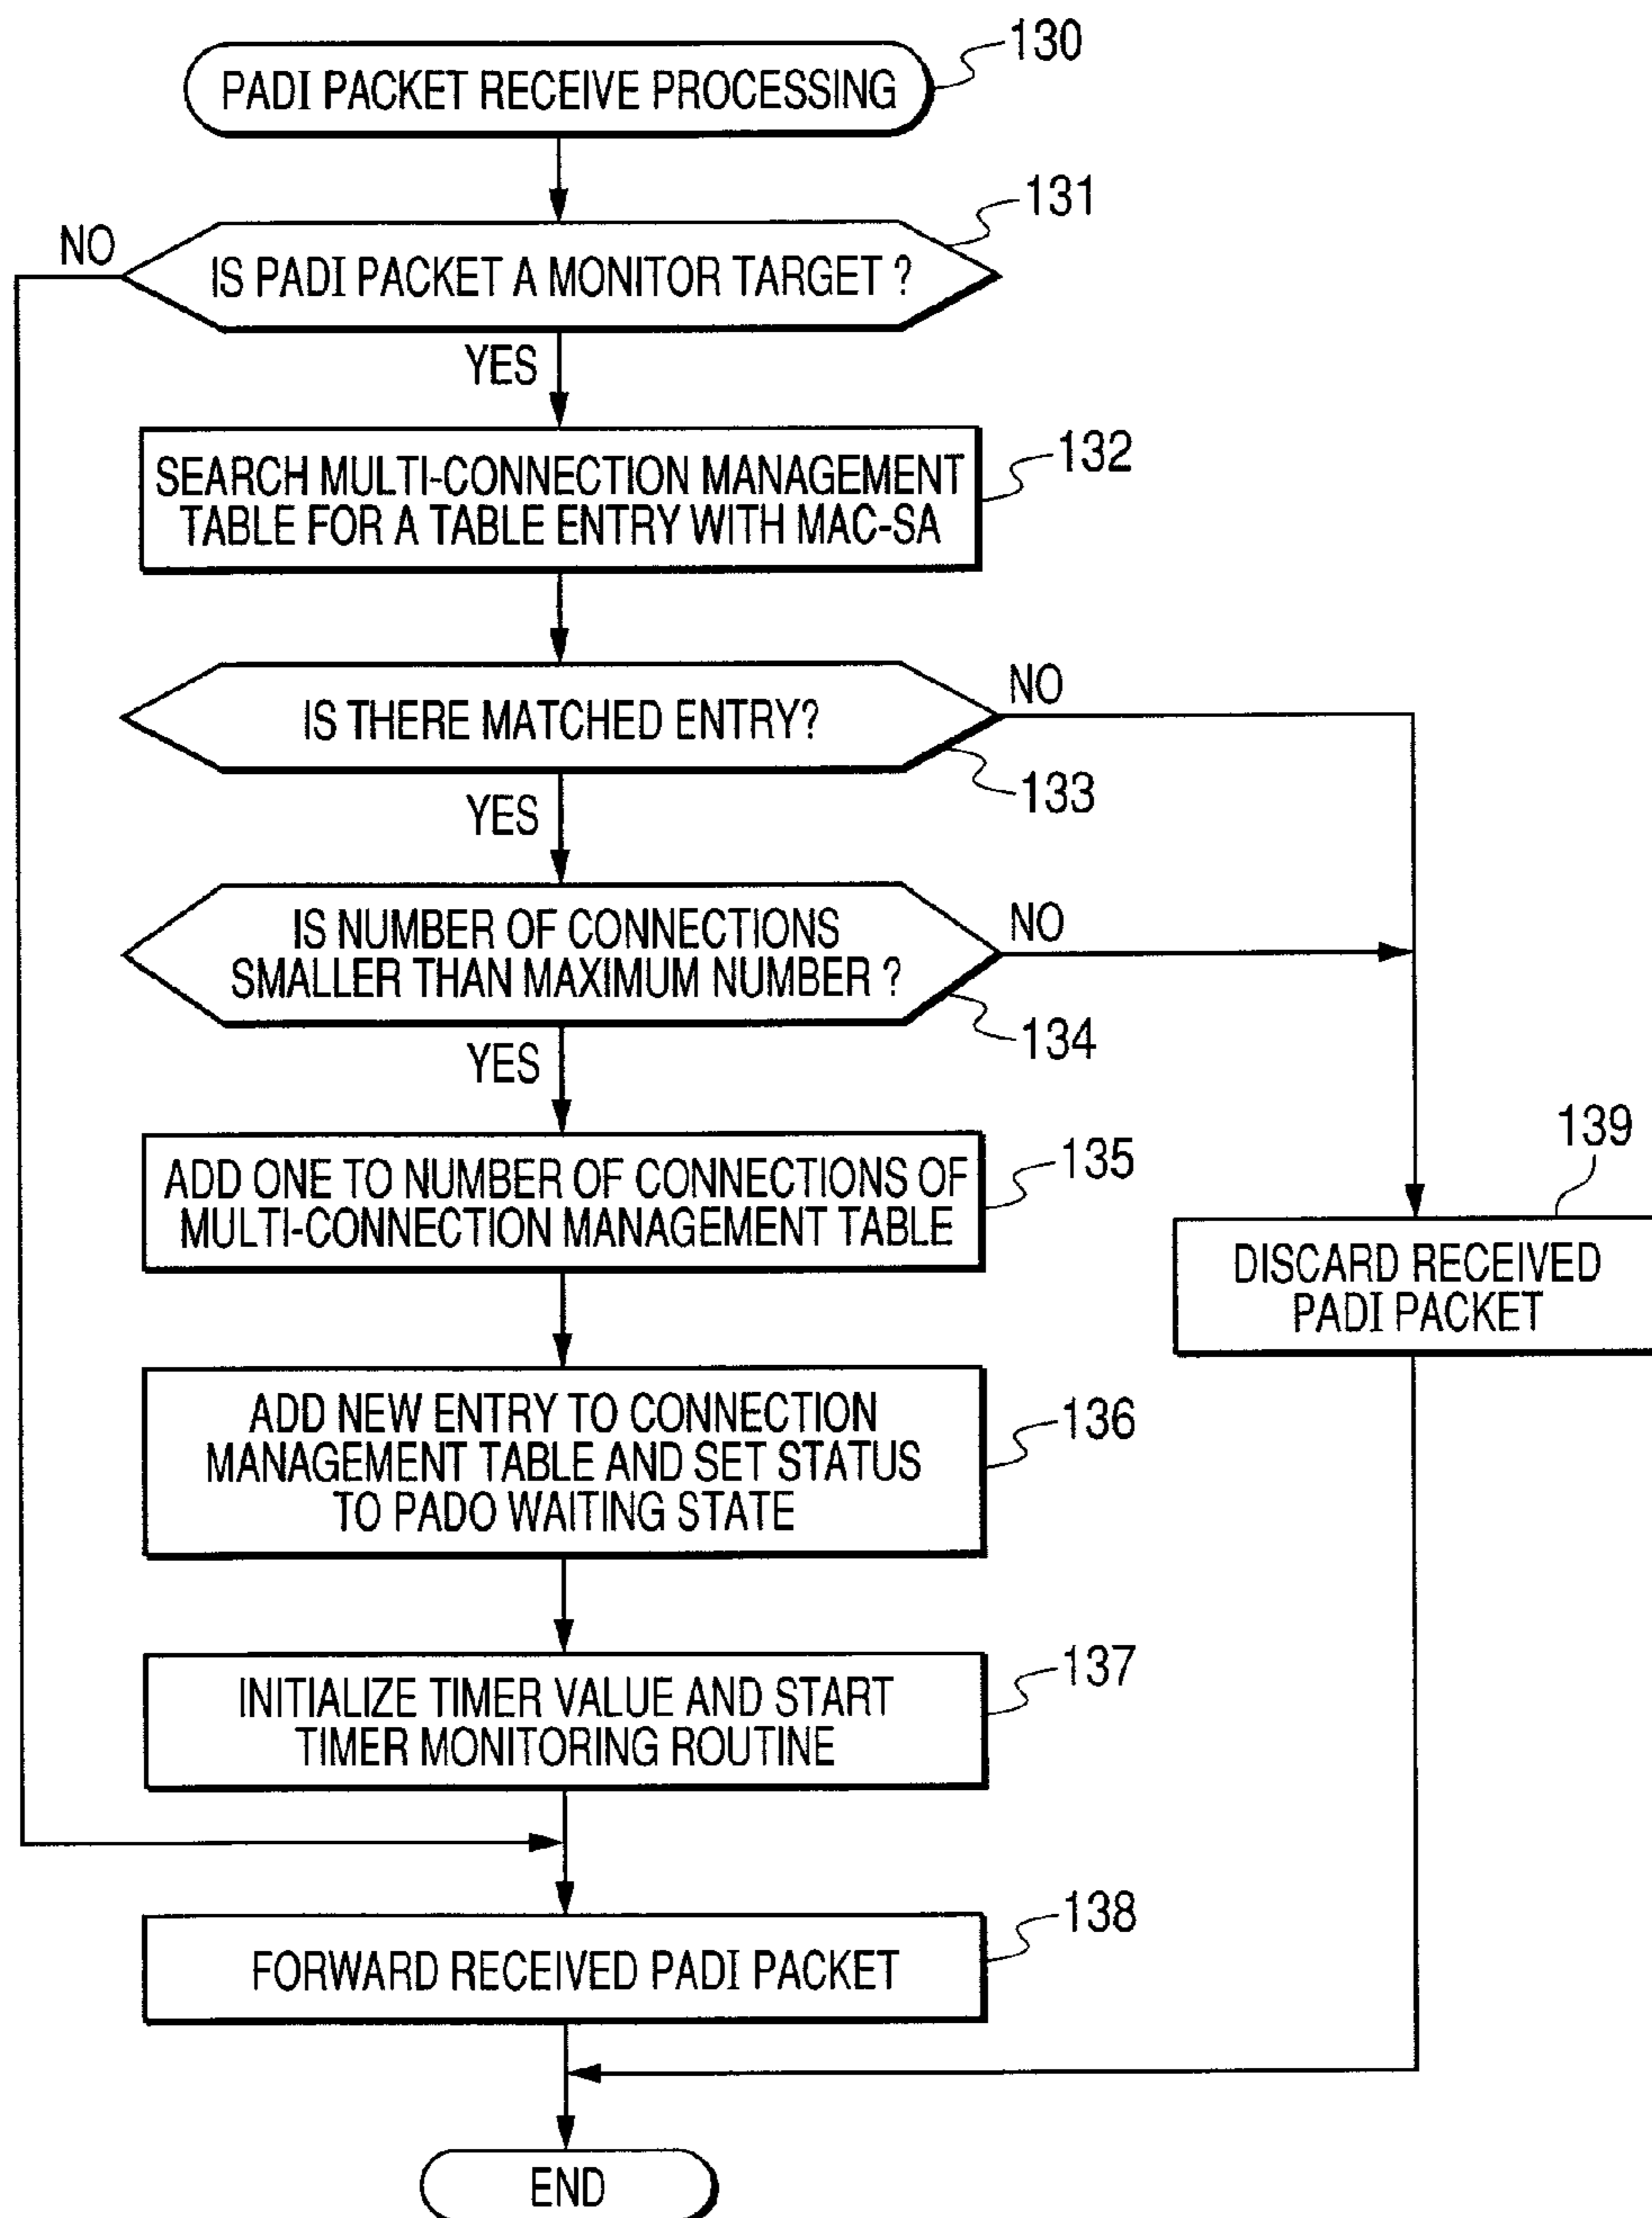 130
PADI PACKET RECEIVE PROCESSING
131
NO
IS PADI PACKET A MONITOR TARGET ?
YES
132
SEARCH MULTI-CONNECTION MANAGEMENT
TABLE FOR A TABLE ENTRY WITH MAC-SA
NO
IS THERE MATCHED ENTRY?
133
YES
NO
IS NUMBER OF CONNECTIONS
SMALLER THAN MAXIMUM NUMBER ?
134
YES
139
135
ADD ONE TO NUMBER OF CONNECTIONS OF
MULTI-CONNECTION MANAGEMENT TABLE
DISCARD RECEIVED
PADI PACKET
136
ADD NEW ENTRY TO CONNECTION
MANAGEMENT TABLE AND SET STATUS
TO PADO WAITING STATE
137
INITIALIZE TIMER VALUE AND START
TIMER MONITORING ROUTINE
138
FORWARD RECEIVED PADI PACKET
END